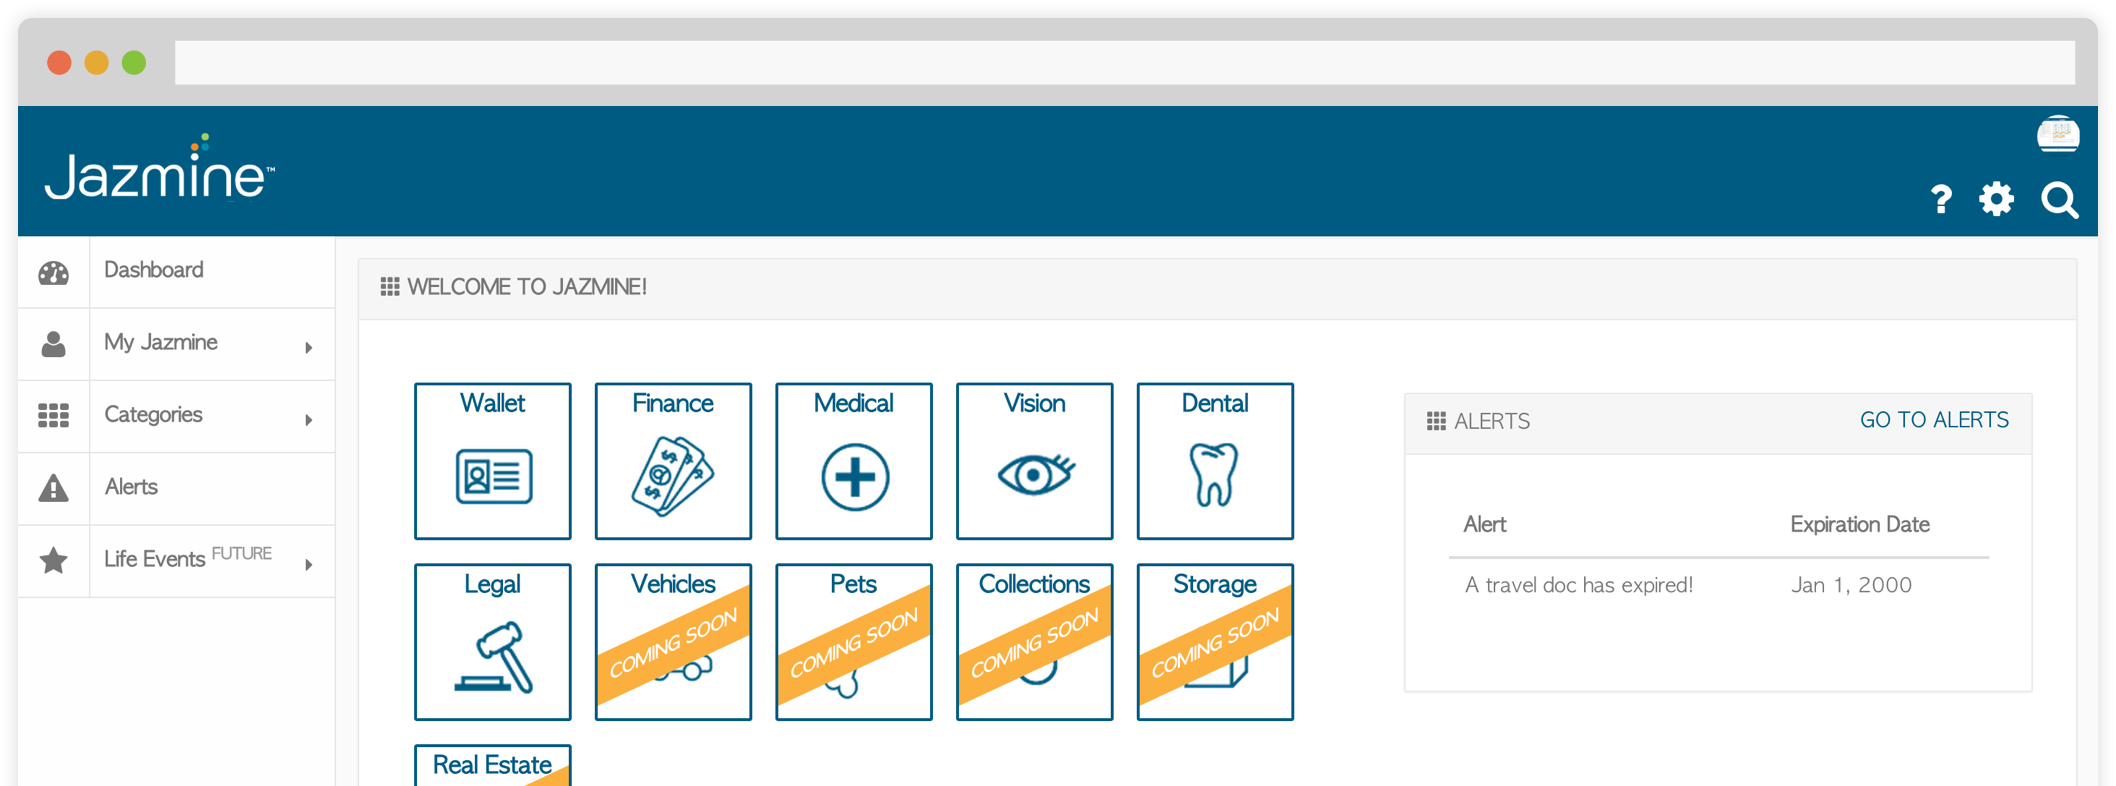 Jazmine™
Dashboard
My Jazmine
Categories
Alerts
Life Events FUTURE
WELCOME TO JAZMINE!
Wallet
Finance
Medical
Vision
Dental
Legal
Vehicles
COMING SOON
Pets
COMING SOON
Collections
COMING SOON
Storage
COMING SOON
Real Estate
ALERTS
GO TO ALERTS
Alert
Expiration Date
A travel doc has expired!
Jan 1, 2000